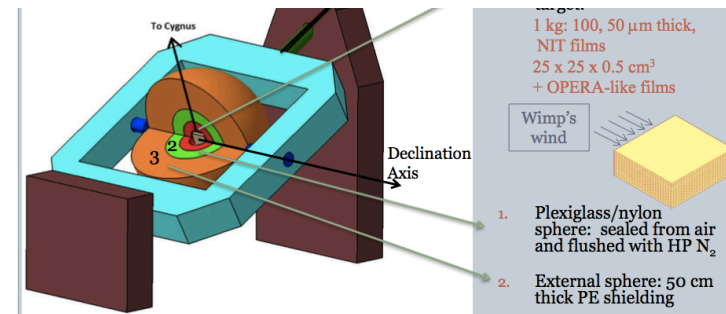 To Cygnus
2
3
Declination
Axis
target:
1 kg: 100, 50 µm thick,
NIT films
25 x 25 x 0.5 cm³
+ OPERA-like films
Wimp's
wind
1. Plexiglass/nylon
sphere: sealed from air
and flushed with HP N₂
2. External sphere: 50 cm
thick PE shielding